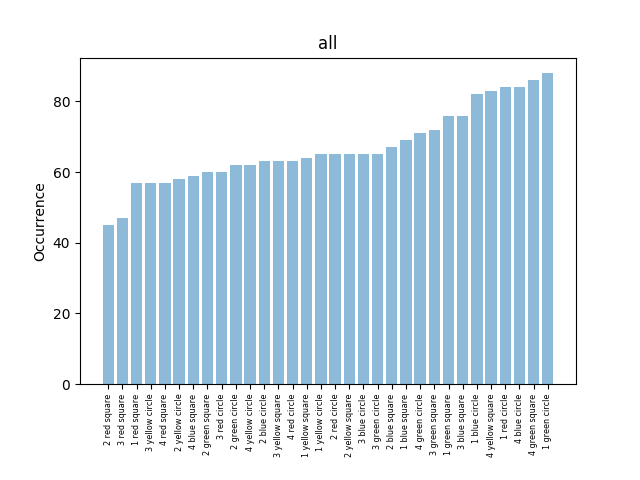 all
Occurrence
80
60
40
20
0
2 red square
3 red square
1 red square
3 yellow circle
4 red square
2 yellow circle
4 blue square
2 green square
3 red circle
2 green circle
4 yellow circle
2 blue circle
3 yellow square
4 red circle
1 yellow square
1 yellow circle
2 red circle
2 yellow square
3 blue circle
3 green circle
2 blue square
1 blue square
4 green circle
3 green square
1 green square
3 blue square
1 blue circle
4 yellow square
1 red circle
4 blue circle
4 green square
1 green circle